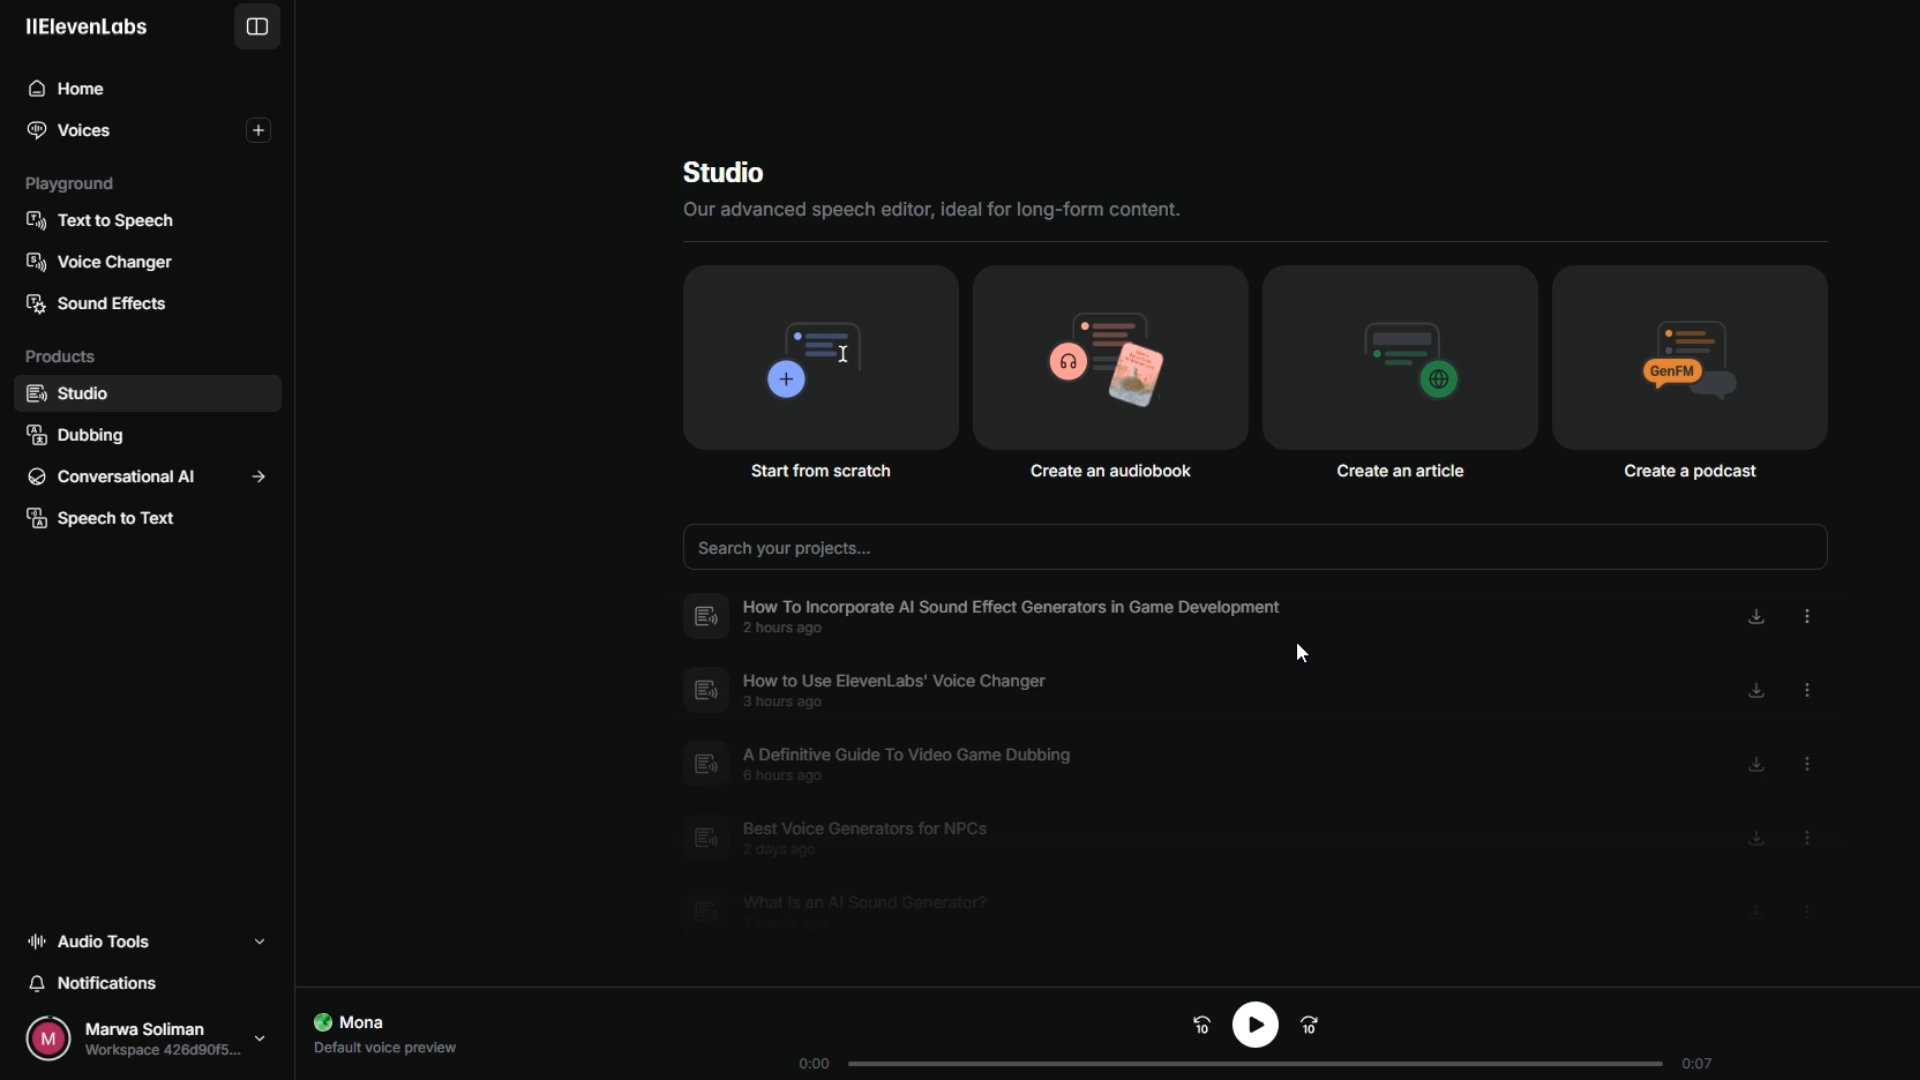 IIElevenLabs
Home
Voices
Playground
Text to Speech
Voice Changer
Sound Effects
Products
Studio
Dubbing
Conversational AI
Speech to Text
Audio Tools
Notifications
M
Marwa Soliman
Workspace 426d90f5...
Studio
Our advanced speech editor, ideal for long-form content.
GenFM
Start from scratch
Create an audiobook
Create an article
Create a podcast
Search your projects...
How To Incorporate AI Sound Effect Generators in Game Development
2 hours ago
How to Use ElevenLabs' Voice Changer
3 hours ago
A Definitive Guide To Video Game Dubbing
6 hours ago
Best Voice Generators for NPCs
2 days ago
What Is an AI Sound Generator?
Mona
Default voice preview
10
10
0:00
0:07